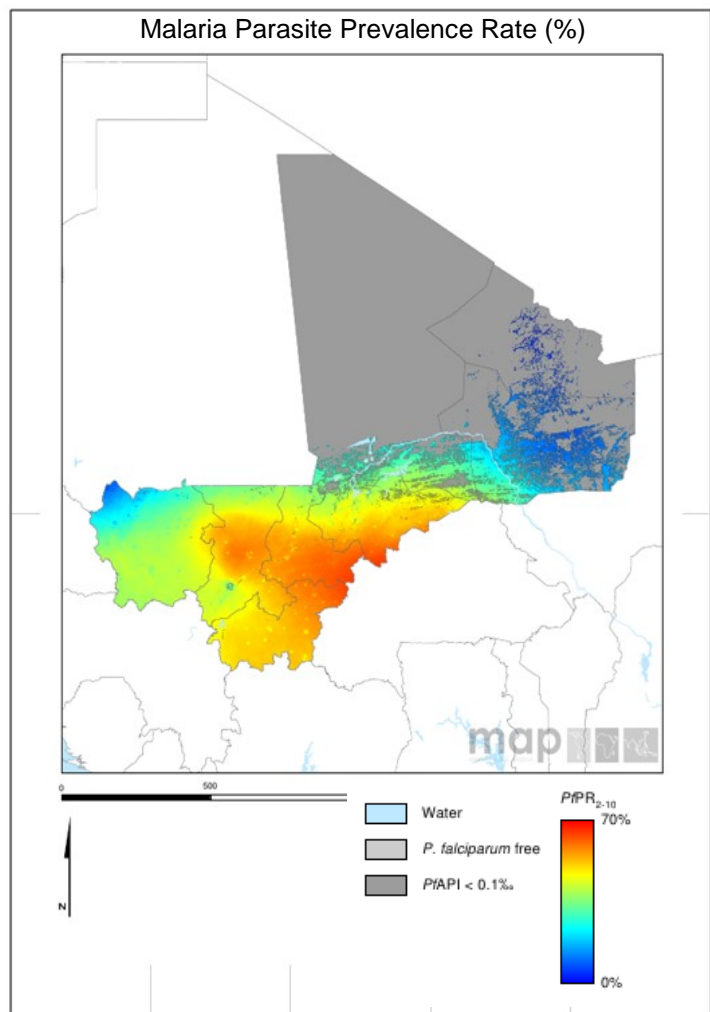 Malaria Parasite Prevalence Rate (%)
map
0 500
Water
P. falciparum free
PfAPI < 0.1‰
N
PfPR2-10
70%
0%